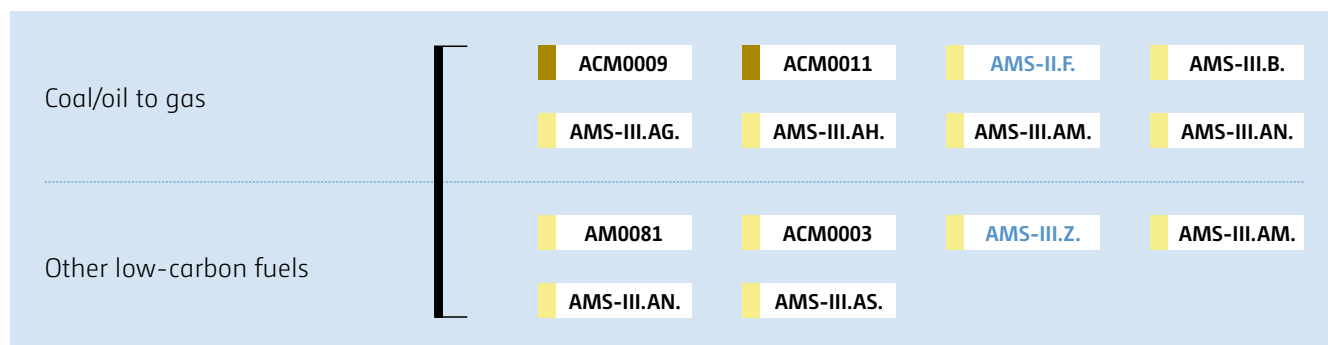 Coal/oil to gas
ACM0009 ACM0011 AMS-II.F. AMS-III.B.
AMS-III.AG. AMS-III.AH. AMS-III.AM. AMS-III.AN.
Other low-carbon fuels
AM0081 ACM0003 AMS-III.Z. AMS-III.AM.
AMS-III.AN. AMS-III.AS.